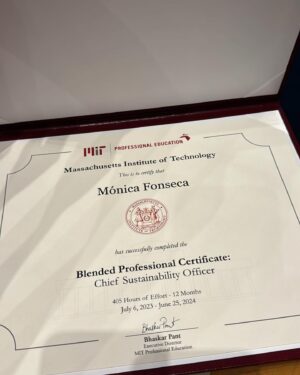 MIT PROFESSIONAL EDUCATION
Massachusetts Institute of Technology
This is to certify that
Mónica Fonseca
has successfully completed the
Blended Professional Certificate:
Chief Sustainability Officer
405 Hours of Effort - 12 Months
July 6, 2023 - June 25, 2024
Bhaskar Pant
Bhaskar Pant
Executive Director
MIT Professional Education